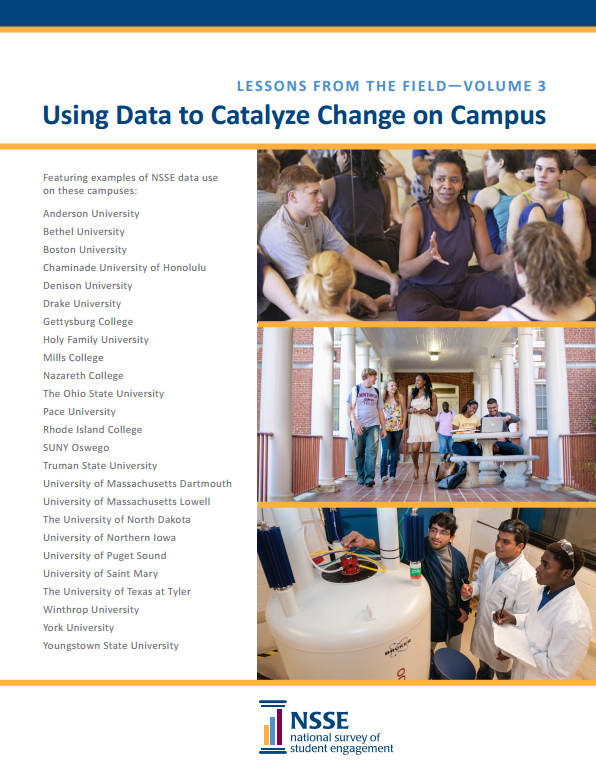 LESSONS FROM THE FIELD—VOLUME 3
Using Data to Catalyze Change on Campus
Featuring examples of NSSE data use
on these campuses:
Anderson University
Bethel University
Boston University
Chaminade University of Honolulu
Denison University
Drake University
Gettysburg College
Holy Family University
Mills College
Nazareth College
The Ohio State University
Pace University
Rhode Island College
SUNY Oswego
Truman State University
University of Massachusetts Dartmouth
University of Massachusetts Lowell
The University of North Dakota
University of Northern Iowa
University of Puget Sound
University of Saint Mary
The University of Texas at Tyler
Winthrop University
York University
Youngstown State University
BRUKER
NSSE
national survey of
student engagement